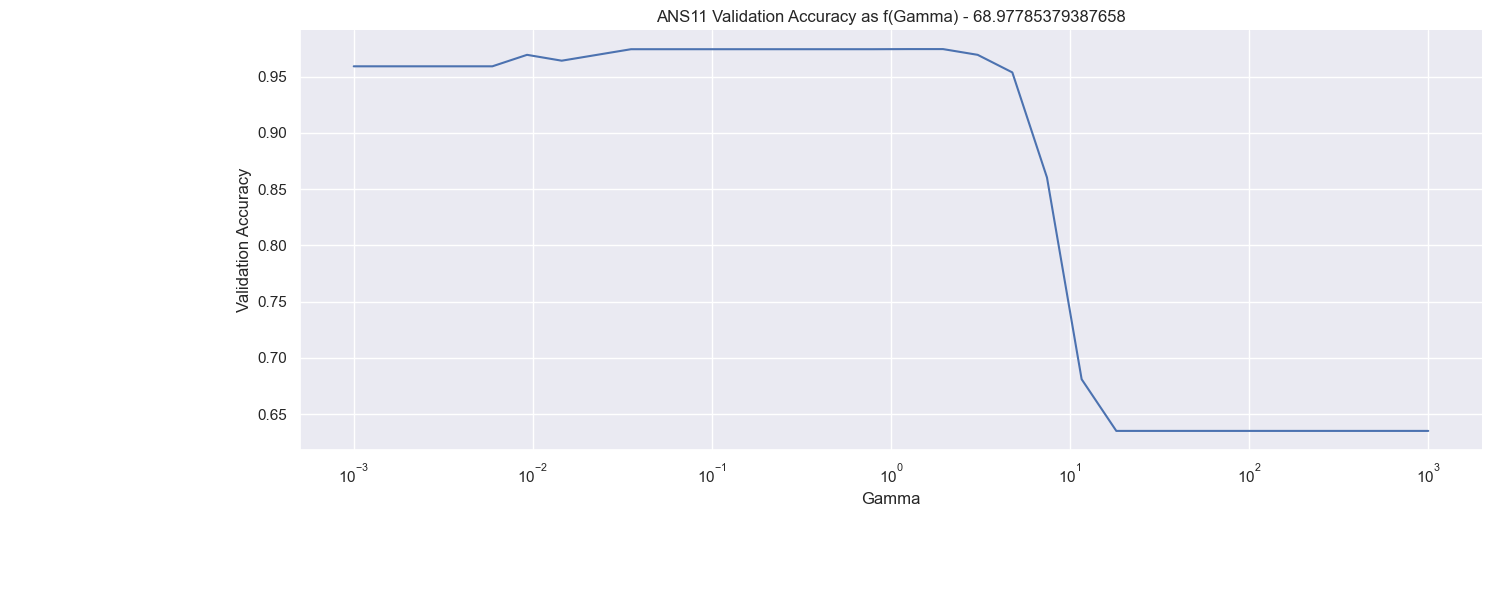 ANS11 Validation Accuracy as f(Gamma) - 68.97785379387658
Validation Accuracy
0.95
0.90
0.85
0.80
0.75
0.70
0.65
10⁻³ 10⁻² 10⁻¹ 10⁰ 10¹ 10² 10³
Gamma